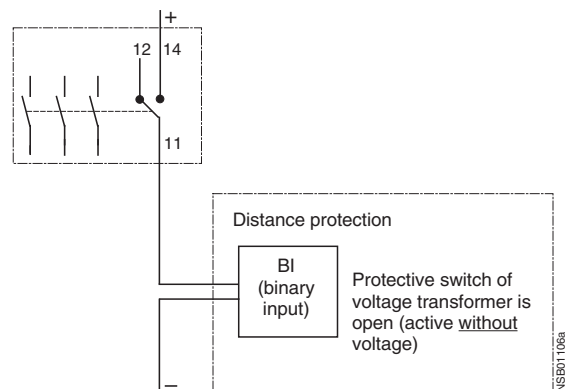 +
12 14
11
Distance protection
BI
(binary
input)
Protective switch of
voltage transformer is
open (active without
voltage)
–
NSB01106a